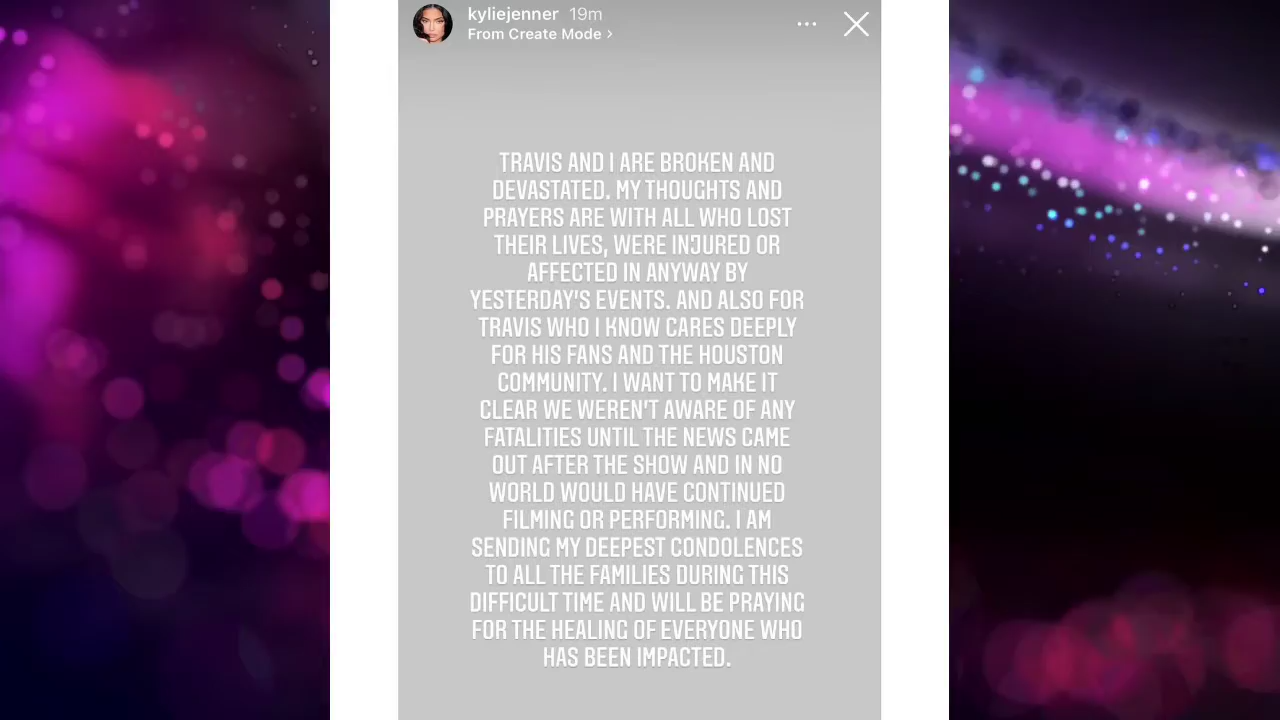 kyliejenner 19m
From Create Mode >
TRAVIS AND I ARE BROKEN AND
DEVASTATED. MY THOUGHTS AND
PRAYERS ARE WITH ALL WHO LOST
THEIR LIVES, WERE INJURED OR
AFFECTED IN ANYWAY BY
YESTERDAY'S EVENTS. AND ALSO FOR
TRAVIS WHO I KNOW CARES DEEPLY
FOR HIS FANS AND THE HOUSTON
COMMUNITY. I WANT TO MAKE IT
CLEAR WE WEREN'T AWARE OF ANY
FATALITIES UNTIL THE NEWS CAME
OUT AFTER THE SHOW AND IN NO
WORLD WOULD HAVE CONTINUED
FILMING OR PERFORMING. I AM
SENDING MY DEEPEST CONDOLENCES
TO ALL THE FAMILIES DURING THIS
DIFFICULT TIME AND WILL BE PRAYING
FOR THE HEALING OF EVERYONE WHO
HAS BEEN IMPACTED.